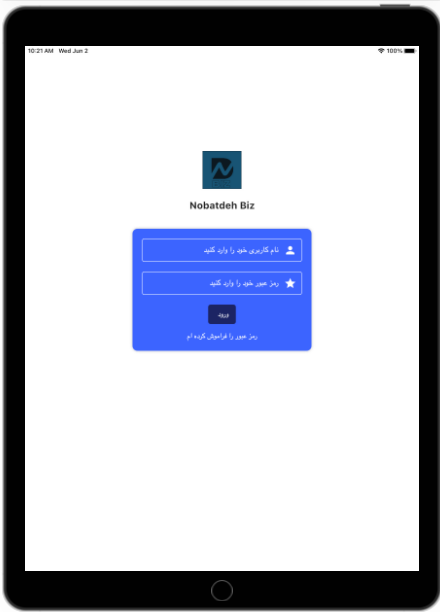 10:21 AM Wed Jun 2
100%
Nobatdeh Biz
نام کاربری خود را وارد کنید
رمز عبور خود را وارد کنید
ورود
رمز عبور را فراموش کرده ام